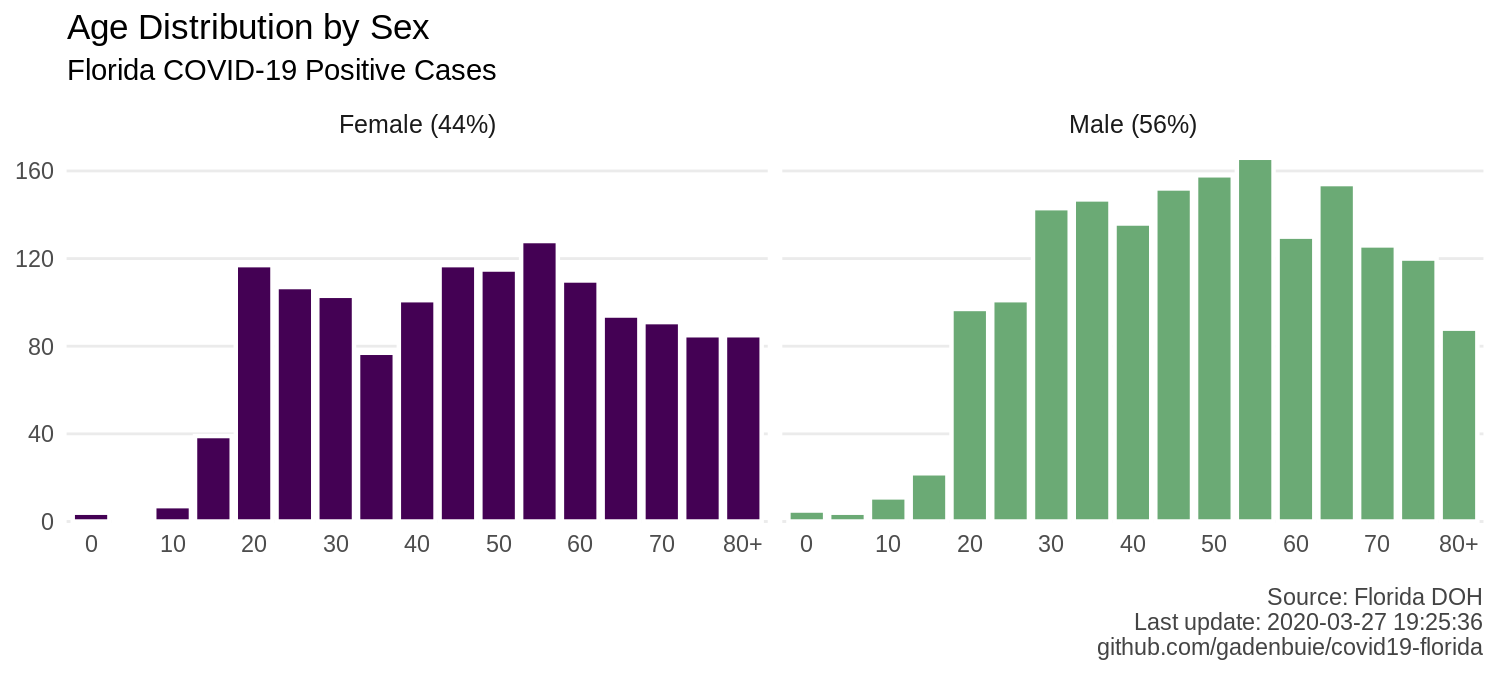 Age Distribution by Sex
Florida COVID-19 Positive Cases
Female (44%)
Male (56%)
160
120
80
40
0
0 10 20 30 40 50 60 70 80+
0 10 20 30 40 50 60 70 80+
Source: Florida DOH
Last update: 2020-03-27 19:25:36
github.com/gadenbuie/covid19-florida